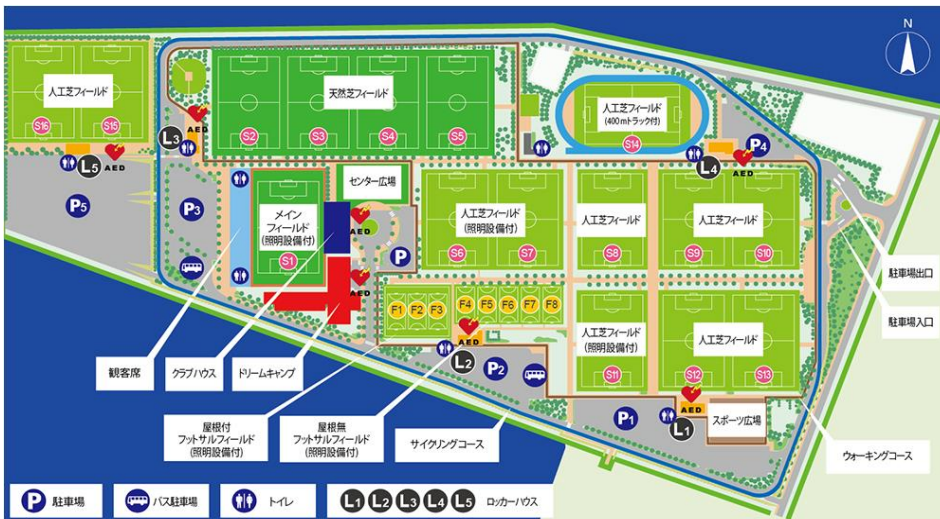 N
人工芝フィールド
S16
S15
L5
AED
P5
L3
AED
P3
天然芝フィールド
S2
S3
S4
S5
人工芝フィールド
(400mトラック付)
S14
L4
AED
P4
センター広場
メイン
フィールド
(照明設備付)
S1
AED
AED
P
人工芝フィールド
(照明設備付)
S6
S7
人工芝フィールド
S8
人工芝フィールド
S9
S10
駐車場出口
駐車場入口
F1
F2
F3
F4
F5
F6
F7
F8
AED
L2
P2
人工芝フィールド
(照明設備付)
S11
人工芝フィールド
S12
S13
AED
L1
P1
スポーツ広場
観客席
クラブハウス
ドリームキャンプ
屋根付
フットサルフィールド
(照明設備付)
屋根無
フットサルフィールド
(照明設備付)
サイクリングコース
ウォーキングコース
P 駐車場
バス駐車場
トイレ
L1 L2 L3 L4 L5 ロッカーハウス